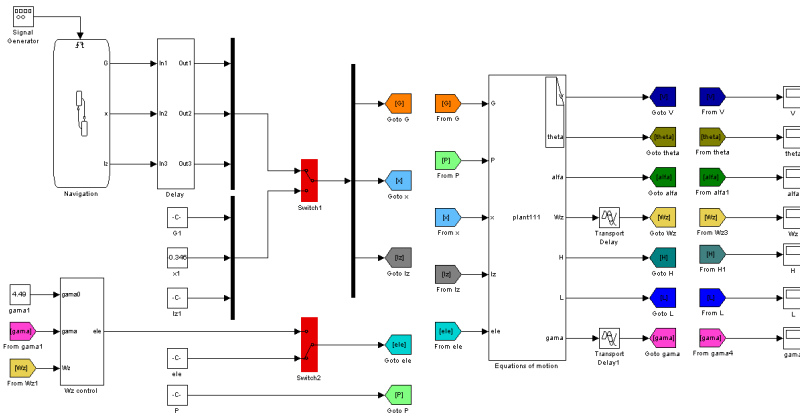 Signal
Generator
G
x
Iz
Navigation
In1
In2
In3
Out1
Out2
Out3
Delay
-C-
G1
0.346
x1
-C-
Iz1
Switch1
[G]
Goto G
[x]
Goto x
[Iz]
Goto Iz
4.49
gama1
[gama]
From gama1
[Wz]
From Wz1
gama0
gama
Wz
ele
Wz control
-C-
ele
-C-
P
Switch2
[ele]
Goto ele
[P]
Goto P
[G]
From G
[P]
From P
[x]
From x
[Iz]
From Iz
[ele]
From ele
G
P
x
Iz
ele
plant111
theta
alfa
Wz
H
L
gama
Equations of motion
Transport
Delay
Transport
Delay1
Goto V
[theta]
Goto theta
[alfa]
Goto alfa
[Wz]
Goto Wz
[H]
Goto H
Goto L
[gama]
Goto gama
From V
[theta]
From theta
[alfa]
From alfa1
[Wz]
From Wz3
[H]
From H1
From L
[gama]
From gama4
V
theta
alfa
Wz
H
L
gama